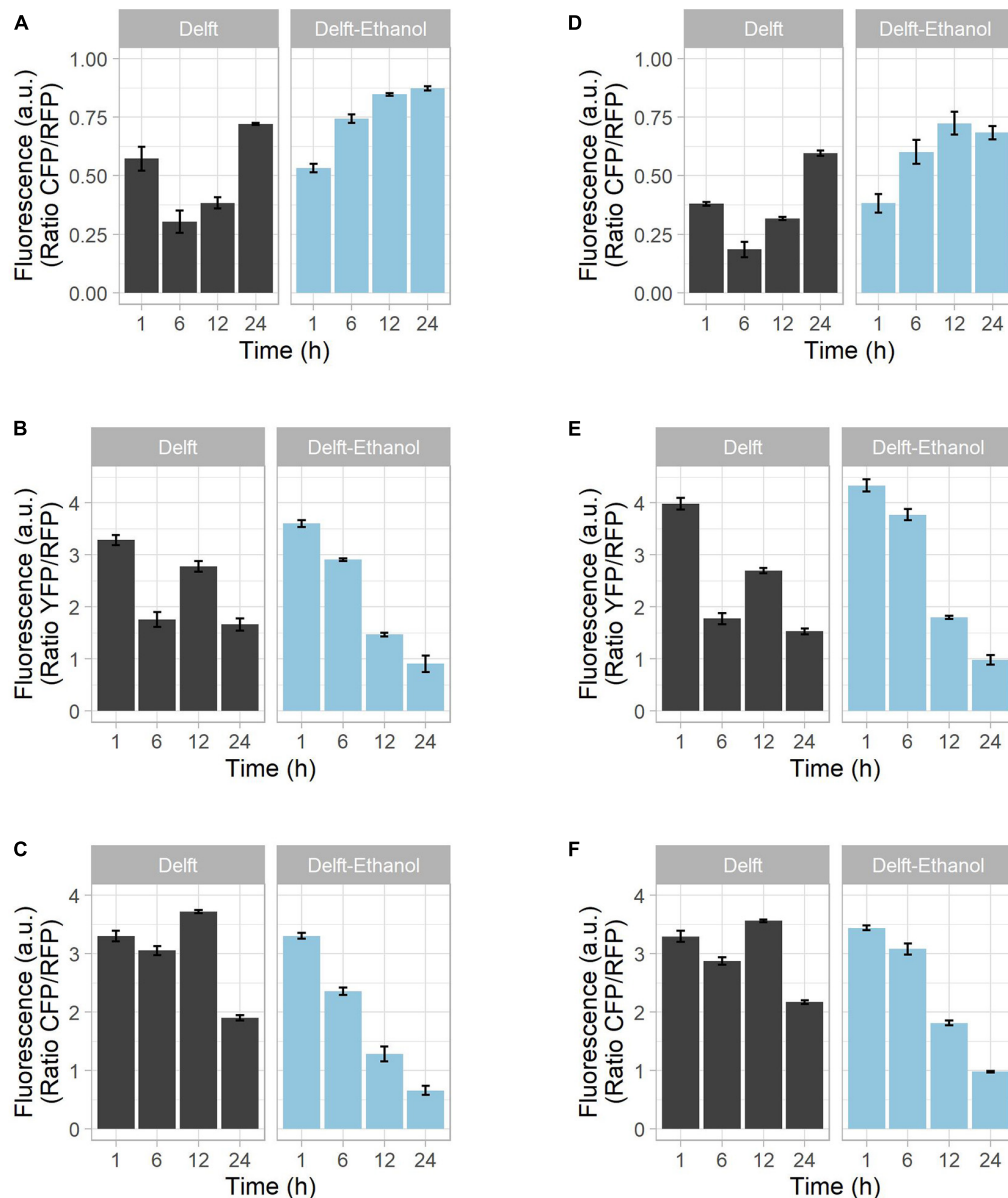 A
Delft
Delft-Ethanol
Fluorescence (a.u.)
(Ratio CFP/RFP)
1.00
0.75
0.50
0.25
0.00
1 6 12 24
1 6 12 24
Time (h)
D
Delft
Delft-Ethanol
Fluorescence (a.u.)
(Ratio CFP/RFP)
1.00
0.75
0.50
0.25
0.00
1 6 12 24
1 6 12 24
Time (h)
B
Delft
Delft-Ethanol
Fluorescence (a.u.)
(Ratio YFP/RFP)
4
3
2
1
0
1 6 12 24
1 6 12 24
Time (h)
E
Delft
Delft-Ethanol
Fluorescence (a.u.)
(Ratio YFP/RFP)
4
3
2
1
0
1 6 12 24
1 6 12 24
Time (h)
C
Delft
Delft-Ethanol
Fluorescence (a.u.)
(Ratio CFP/RFP)
4
3
2
1
0
1 6 12 24
1 6 12 24
Time (h)
F
Delft
Delft-Ethanol
Fluorescence (a.u.)
(Ratio CFP/RFP)
4
3
2
1
0
1 6 12 24
1 6 12 24
Time (h)